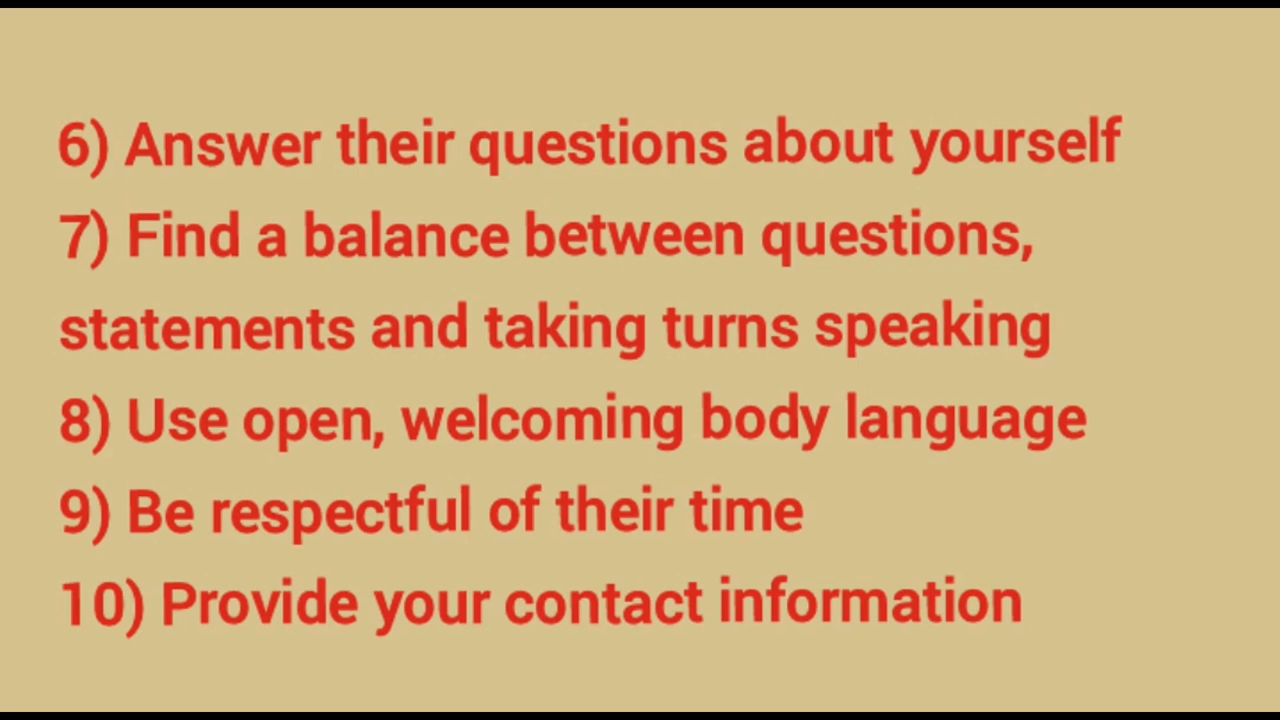 6) Answer their questions about yourself
7) Find a balance between questions,
statements and taking turns speaking
8) Use open, welcoming body language
9) Be respectful of their time
10) Provide your contact information